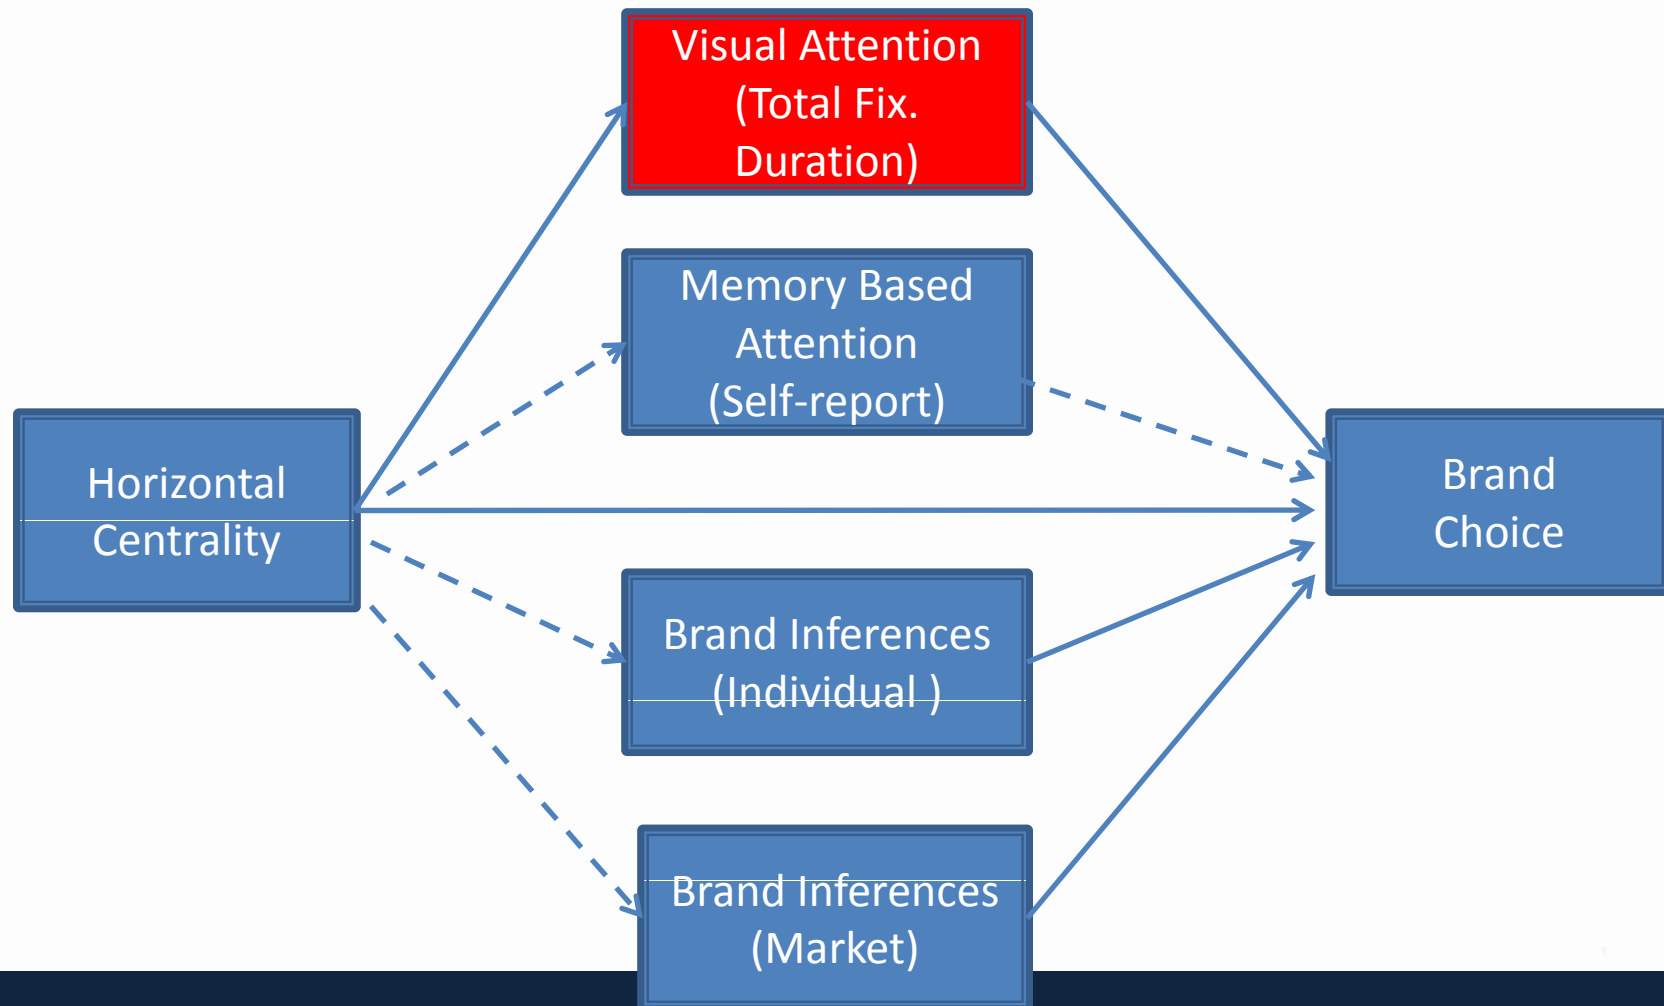 Visual Attention
(Total Fix.
Duration)
Memory Based
Attention
(Self-report)
Horizontal
Centrality
Brand
Choice
Brand Inferences
(Individual )
Brand Inferences
(Market)